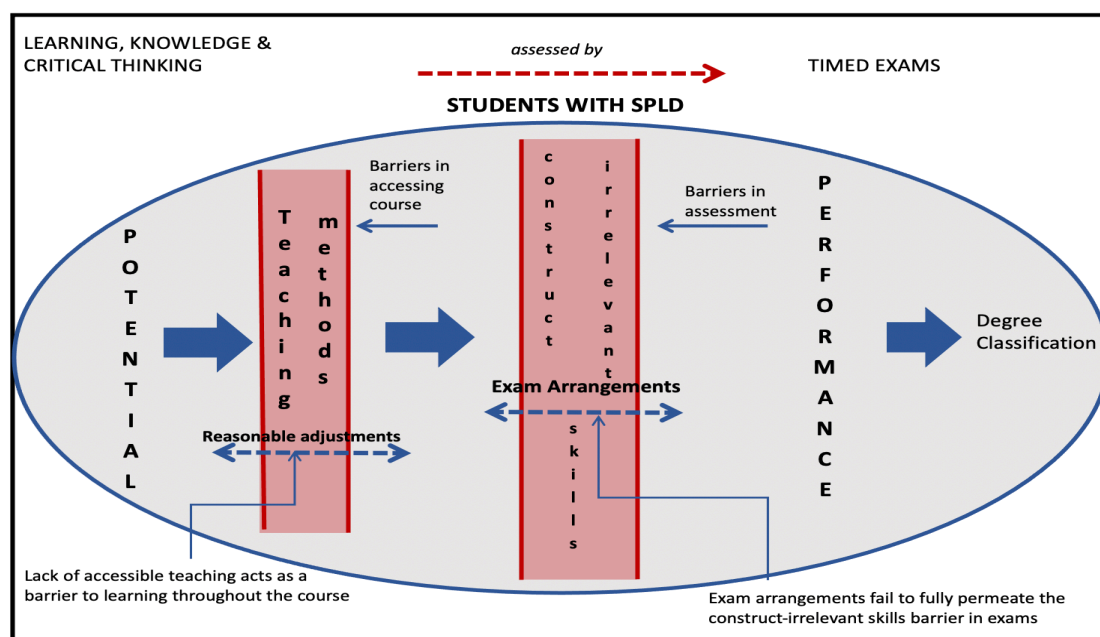 LEARNING, KNOWLEDGE &
CRITICAL THINKING
assessed by
TIMED EXAMS
STUDENTS WITH SPLD
POTENTIAL
Teaching
methods
Barriers in
accessing
course
construct
irrelevant
skills
Barriers in
assessment
PERFORMANCE
Degree
Classification
Exam Arrangements
Reasonable adjustments
Lack of accessible teaching acts as a
barrier to learning throughout the course
Exam arrangements fail to fully permeate the
construct-irrelevant skills barrier in exams